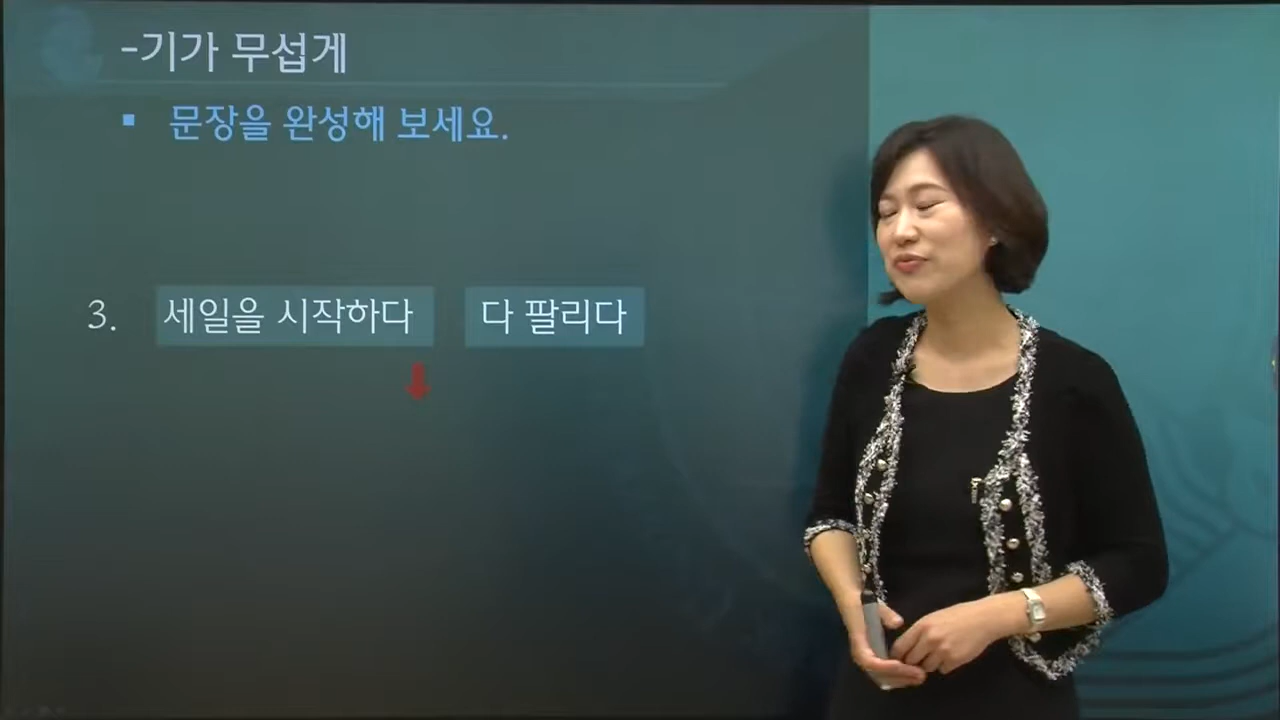 -기가 무섭게
▪ 문장을 완성해 보세요.
3. 세일을 시작하다 다 팔리다